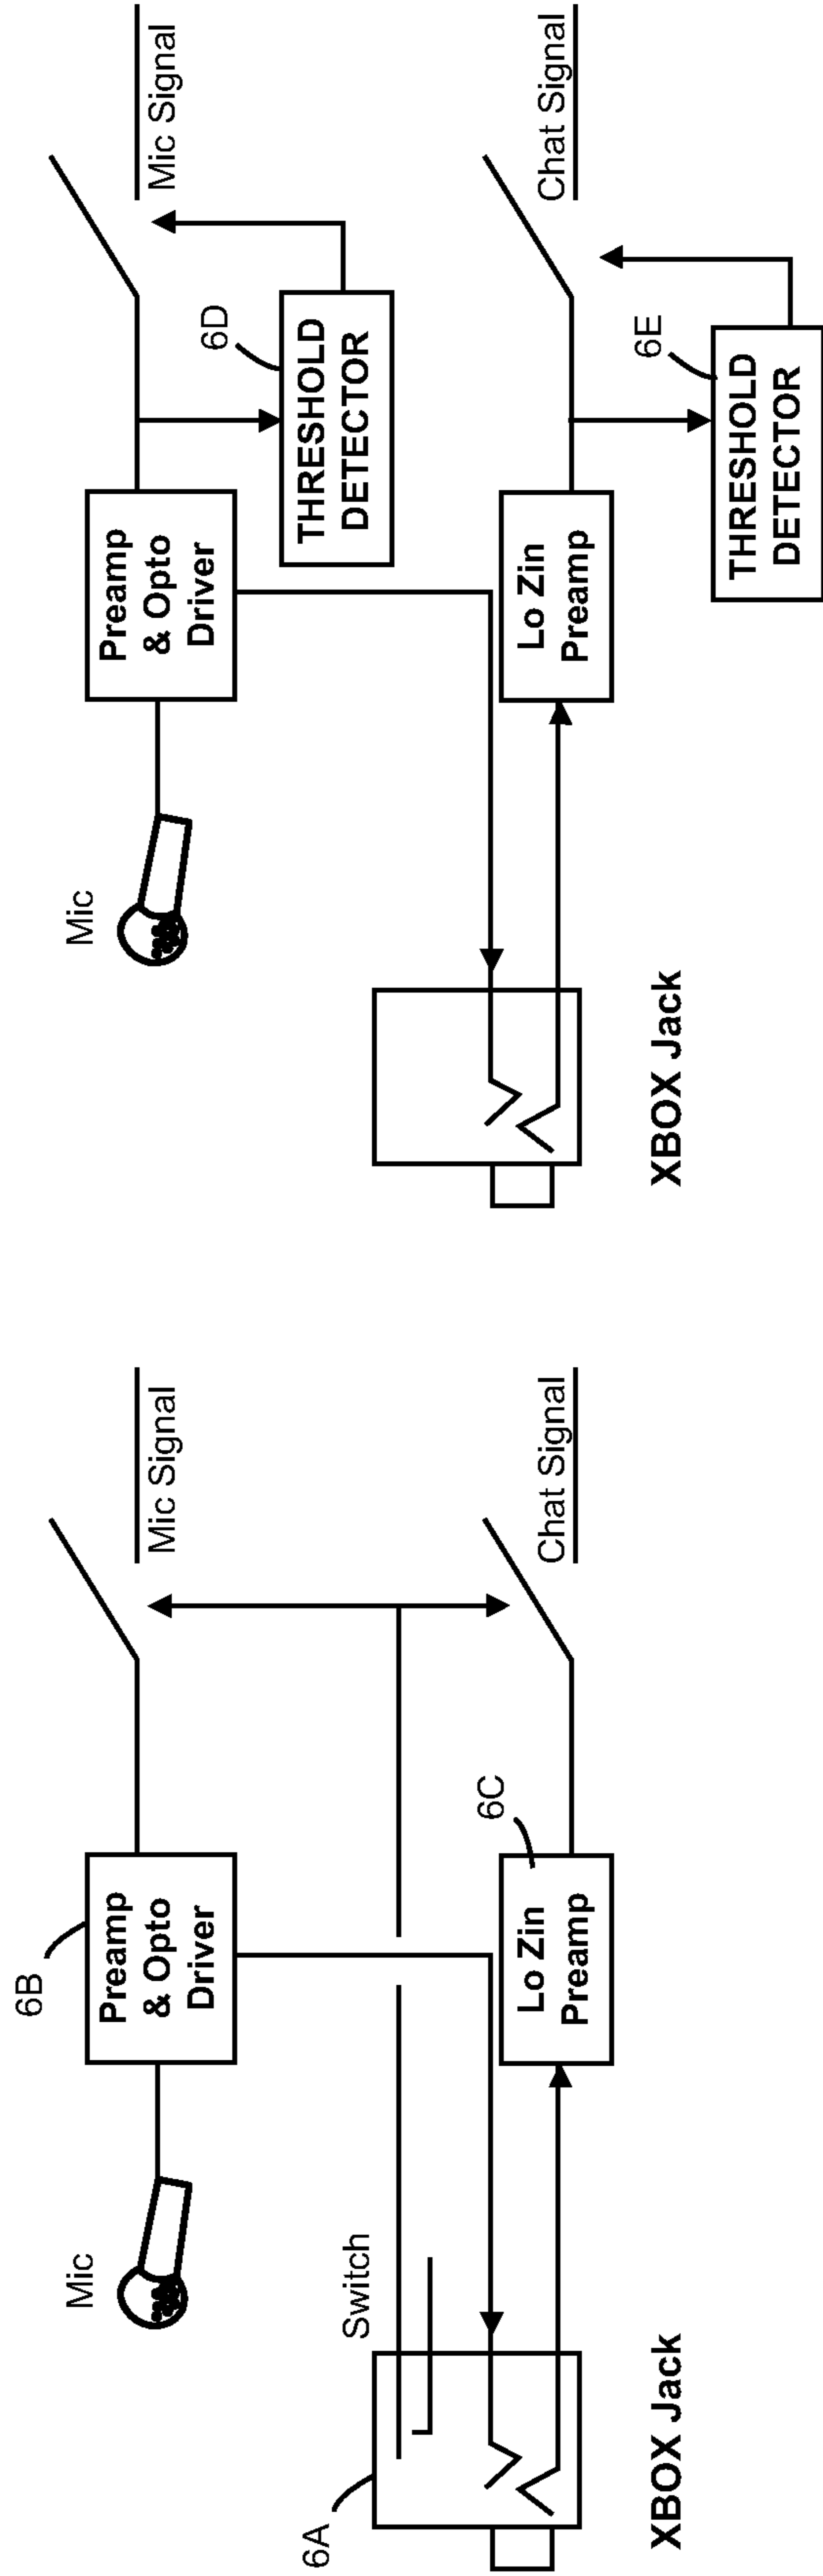 6B
Mic
Preamp
& Opto
Driver
Mic Signal
Switch
6A
6C
Lo Zin
Preamp
Chat Signal
XBOX Jack
Mic
Preamp
& Opto
Driver
Mic Signal
6D
THRESHOLD
DETECTOR
Lo Zin
Preamp
Chat Signal
6E
THRESHOLD
DETECTOR
XBOX Jack